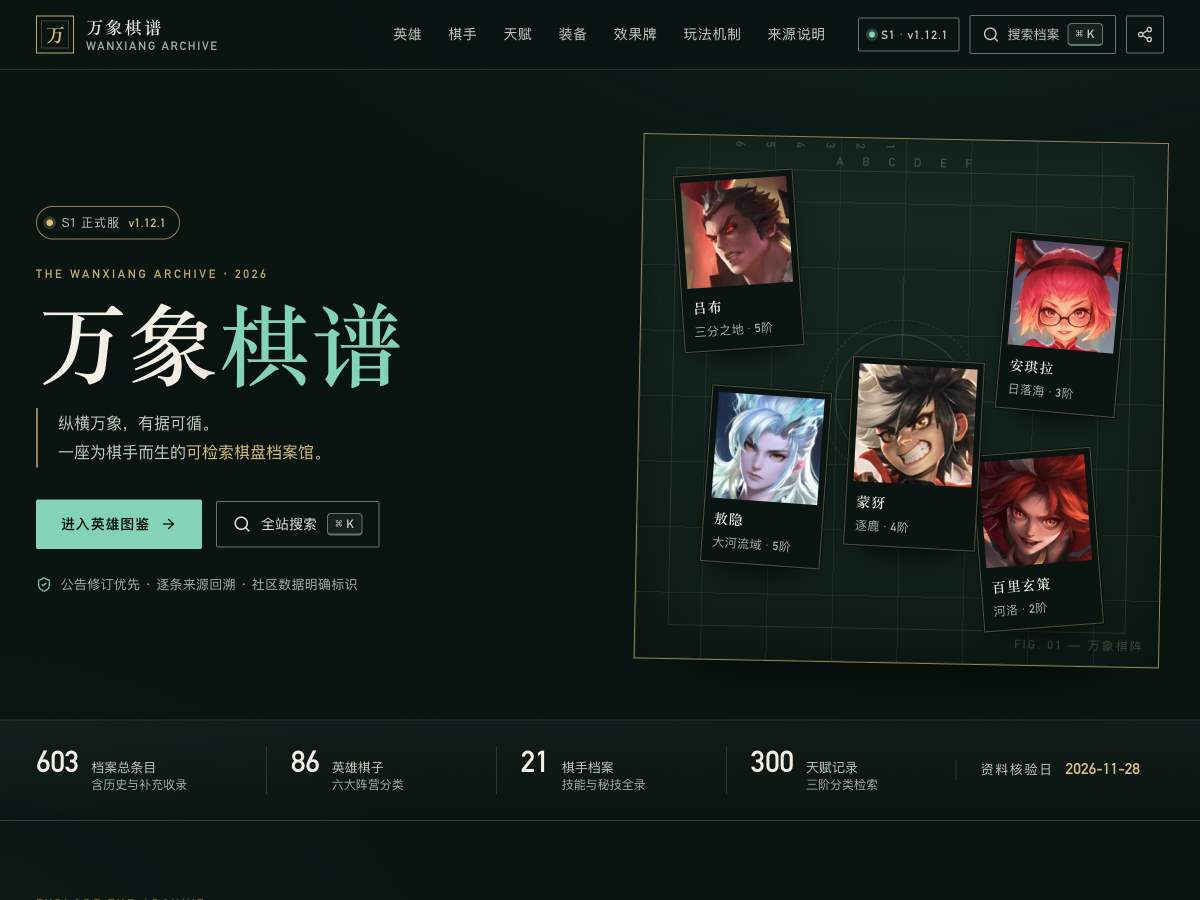 万 万象棋谱
WANXIANG ARCHIVE
英雄 棋手 天赋 装备 效果牌 玩法机制 来源说明
S1 · v1.12.1
搜索档案 ⌘ K
S1 正式服 v1.12.1
THE WANXIANG ARCHIVE · 2026
万象棋谱
纵横万象，有据可循。
一座为棋手而生的可检索棋盘档案馆。
进入英雄图鉴 →
全站搜索 ⌘ K
公告修订优先 · 逐条来源回溯 · 社区数据明确标识
6 5 4 3 2 1
A B C D E F
吕布
三分之地 · 5阶
安琪拉
日落海 · 3阶
敖隐
大河流域 · 5阶
蒙犽
逐鹿 · 4阶
百里玄策
河洛 · 2阶
FIG. 01 — 万象棋阵
603 档案总条目
含历史与补充收录
86 英雄棋子
六大阵营分类
21 棋手档案
技能与秘技全录
300 天赋记录
三阶分类检索
资料核验日 2026-11-28